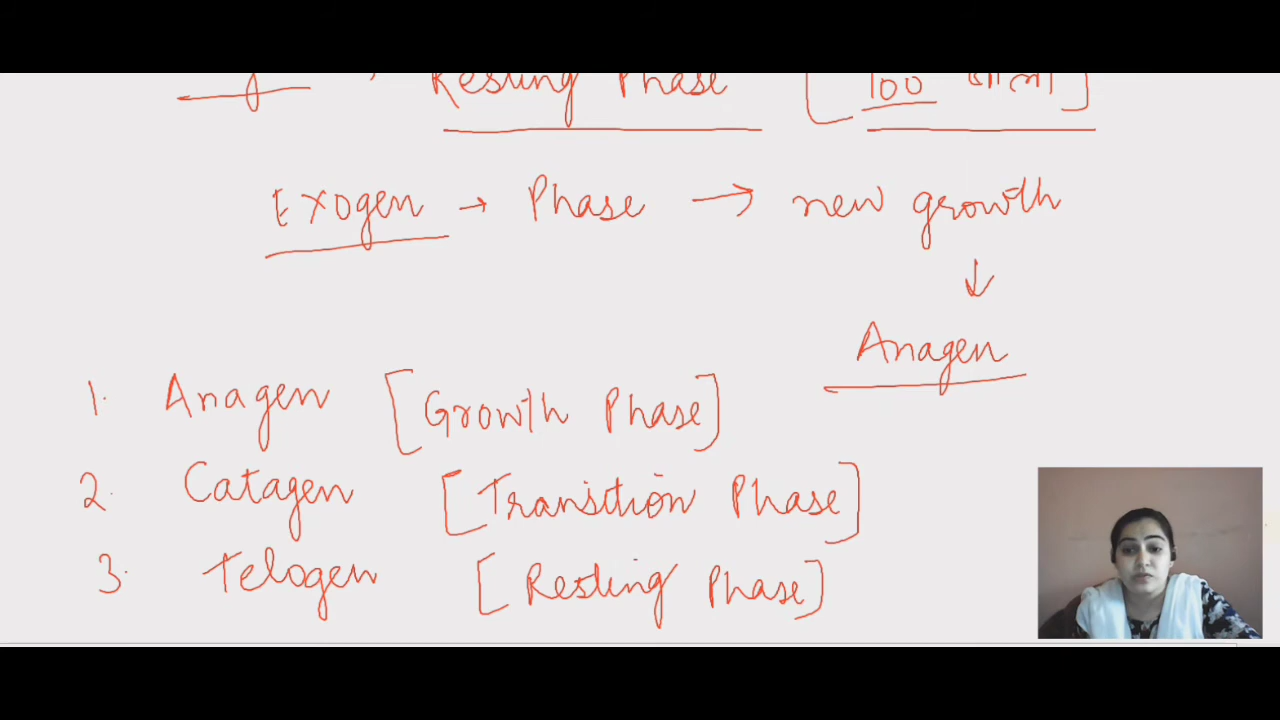 Resting Phase [100
Exogen → Phase → new growth
↓
Anagen
1. Anagen [Growth Phase]
2. Catagen [Transition Phase]
3. Telogen [Resting Phase]